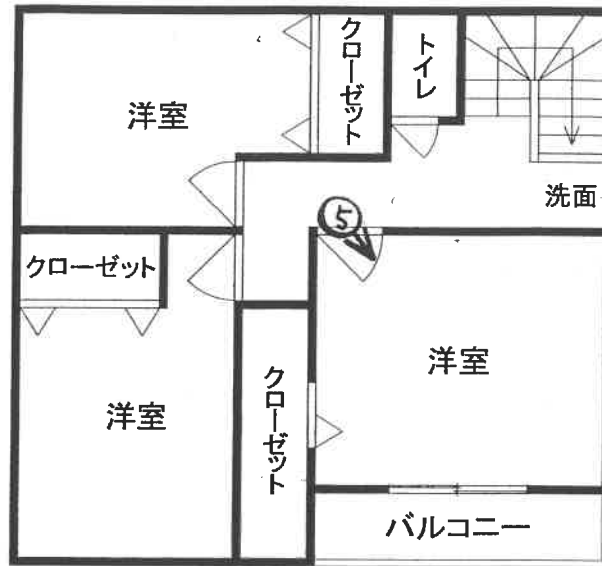 洋室
クローゼット
トイレ
洗面
⑤
クローゼット
洋室
クローゼット
洋室
バルコニー